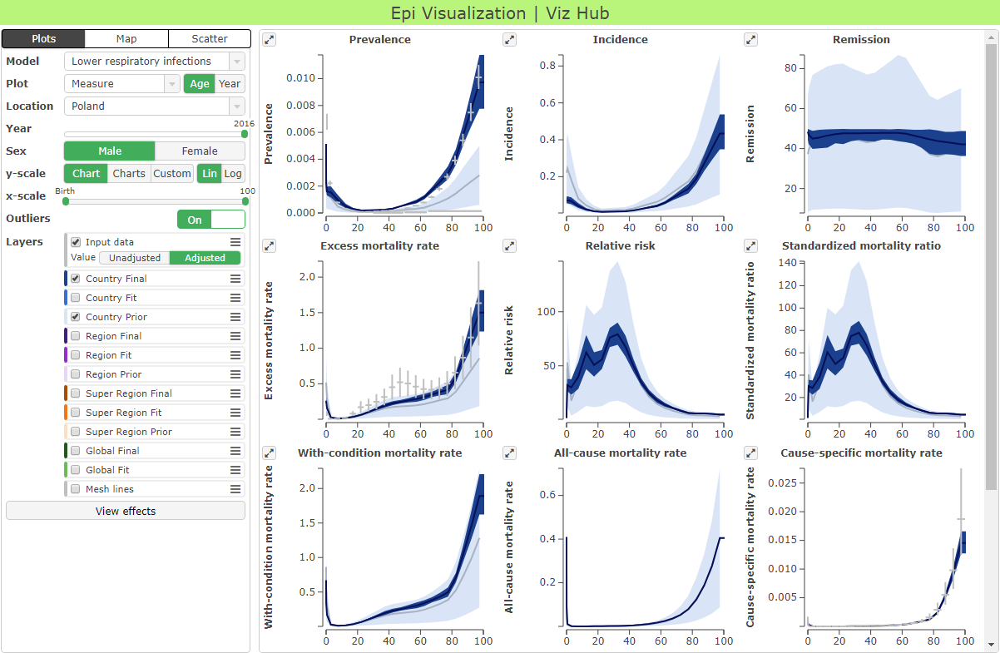 Epi Visualization | Viz Hub
Plots Map Scatter
Model Lower respiratory infections
Plot Measure Age Year
Location Poland
Year 2016
Sex Male Female
y-scale Chart Charts Custom Lin Log
x-scale Birth 100
Outliers On
Layers Input data
Value Unadjusted Adjusted
Country Final
Country Fit
Country Prior
Region Final
Region Fit
Region Prior
Super Region Final
Super Region Fit
Super Region Prior
Global Final
Global Fit
Mesh lines
View effects
Prevalence
Prevalence
0.010
0.008
0.006
0.004
0.002
0.000
0 20 40 60 80 100
Incidence
Incidence
0.8
0.6
0.4
0.2
0 20 40 60 80 100
Remission
Remission
80
60
40
20
0 20 40 60 80 100
Excess mortality rate
Excess mortality rate
2.0
1.5
1.0
0.5
0 20 40 60 80 100
Relative risk
Relative risk
100
50
0 20 40 60 80 100
Standardized mortality ratio
Standardized mortality ratio
140
120
100
80
60
40
20
0 20 40 60 80 100
With-condition mortality rate
With-condition mortality rate
2.0
1.5
1.0
0.5
0 20 40 60 80 100
All-cause mortality rate
All-cause mortality rate
0.6
0.4
0.2
0 20 40 60 80 100
Cause-specific mortality rate
Cause-specific mortality rate
0.025
0.020
0.015
0.010
0.005
0 20 40 60 80 100